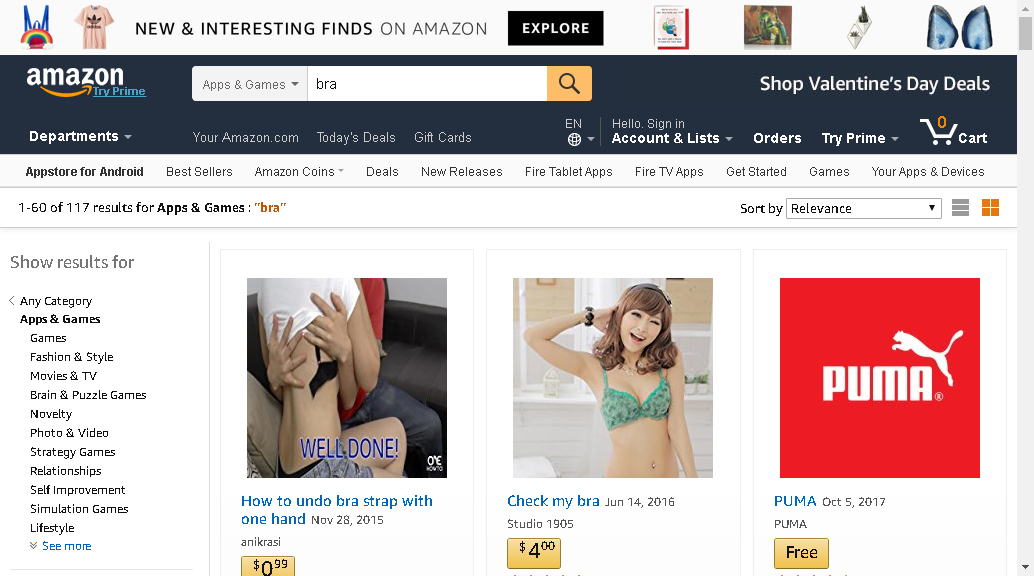 NEW & INTERESTING FINDS ON AMAZON EXPLORE
amazon
Try Prime
Apps & Games bra
Shop Valentine's Day Deals
Departments
Your Amazon.com Today's Deals Gift Cards
EN
Hello. Sign in
Account & Lists
Orders
Try Prime
0
Cart
Appstore for Android Best Sellers Amazon Coins Deals New Releases Fire Tablet Apps Fire TV Apps Get Started Games Your Apps & Devices
1-60 of 117 results for Apps & Games : "bra"
Sort by Relevance
Show results for
Any Category
Apps & Games
Games
Fashion & Style
Movies & TV
Brain & Puzzle Games
Novelty
Photo & Video
Strategy Games
Relationships
Self Improvement
Simulation Games
Lifestyle
See more
WELL DONE!
How to undo bra strap with
one hand Nov 28, 2015
anikrasi
$0.99
Check my bra Jun 14, 2016
Studio 1905
$4.00
PUMA®
PUMA Oct 5, 2017
PUMA
Free